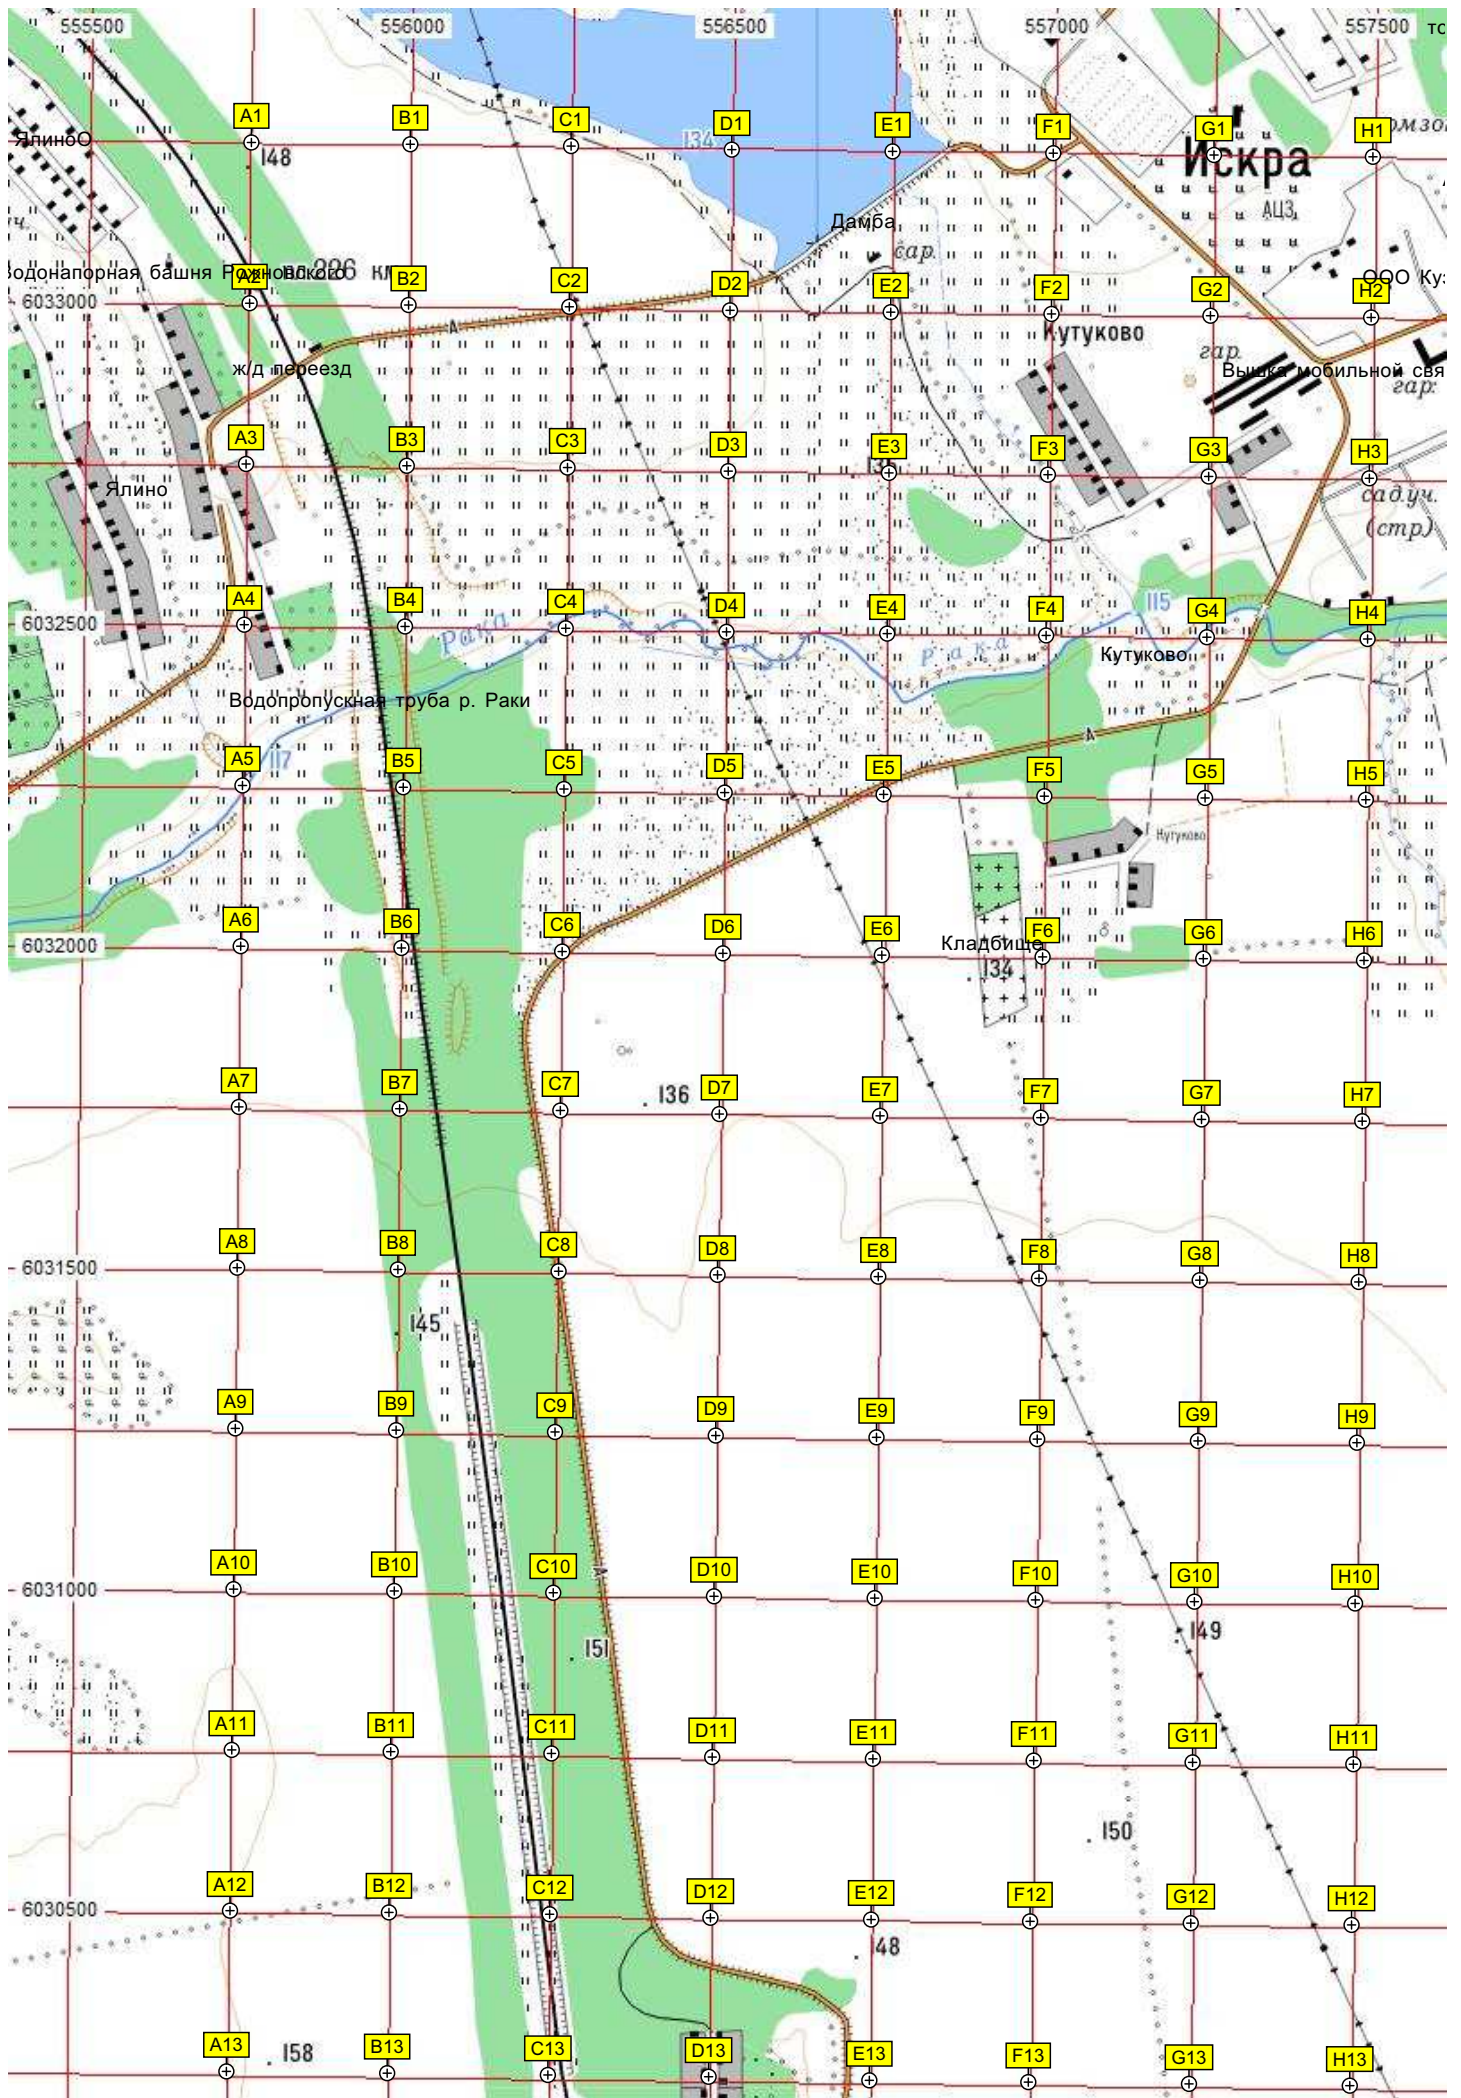 555500 556000 556500 557000 557500
A1 B1 C1 D1 E1 F1 G1 H1
ЯлиноО
148
134
Искра
АЦЗ
Дамба
сар.
Водонапорная башня Рожновского
A2 B2 C2 D2 E2 F2 G2 H2
6033000
А
Кутуково
гар.
ж/д переезд
гар.
A3 B3 C3 D3 E3 F3 G3 H3
Ялино
сад.уч.
(стр)
A4 B4 C4 D4 E4 F4 G4 H4
115
6032500
Рака
Рака
Кутуково
Водопропускная труба р. Раки
А
117
A5 B5 C5 D5 E5 F5 G5 H5
Кутуково
A6 B6 C6 D6 E6 F6 G6 H6
6032000
Кладбище
134
A7 B7 C7 D7 E7 F7 G7 H7
136
A8 B8 C8 D8 E8 F8 G8 H8
6031500
145
A9 B9 C9 D9 E9 F9 G9 H9
A10 B10 C10 D10 E10 F10 G10 H10
6031000
А
151
149
A11 B11 C11 D11 E11 F11 G11 H11
150
A12 B12 C12 D12 E12 F12 G12 H12
6030500
148
A13 B13 C13 D13 E13 F13 G13 H13
158